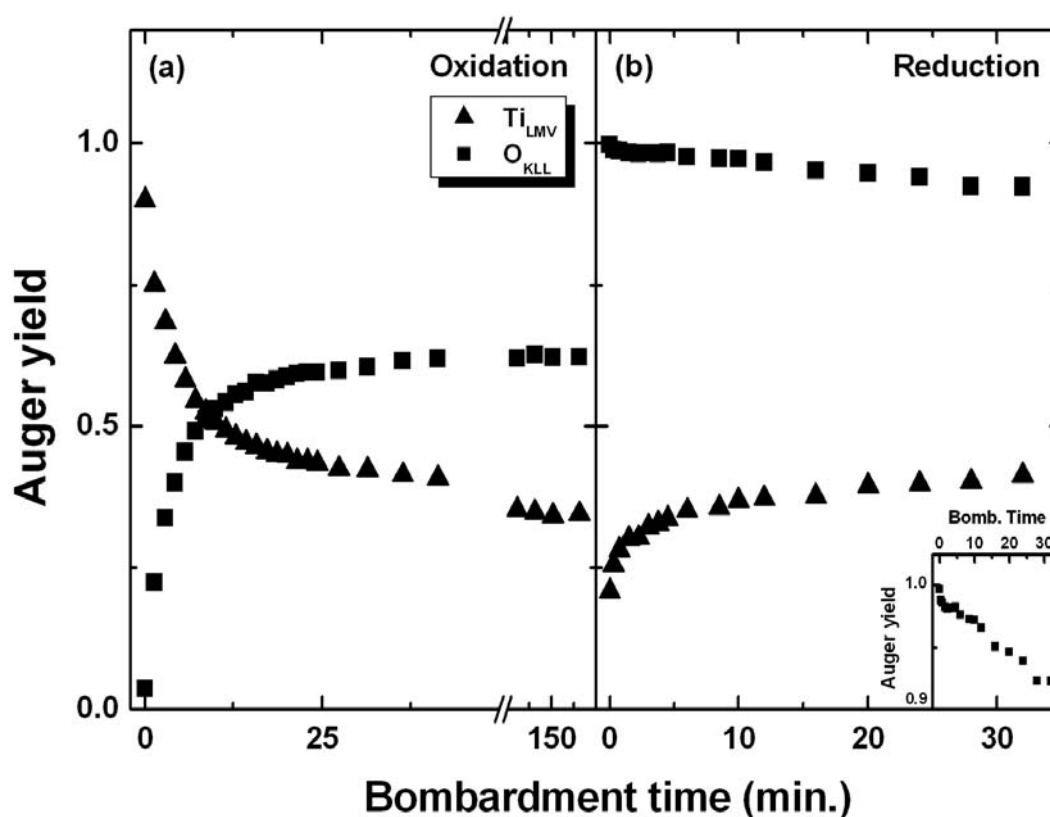 (a) Oxidation
Ti LMV
O KLL
(b) Reduction
1.0
0.5
0.0
Auger yield
0 25 150
0 10 20 30
Bombardment time (min.)
Bomb. Time
0 10 20 30
1.0
0.9
Auger yield